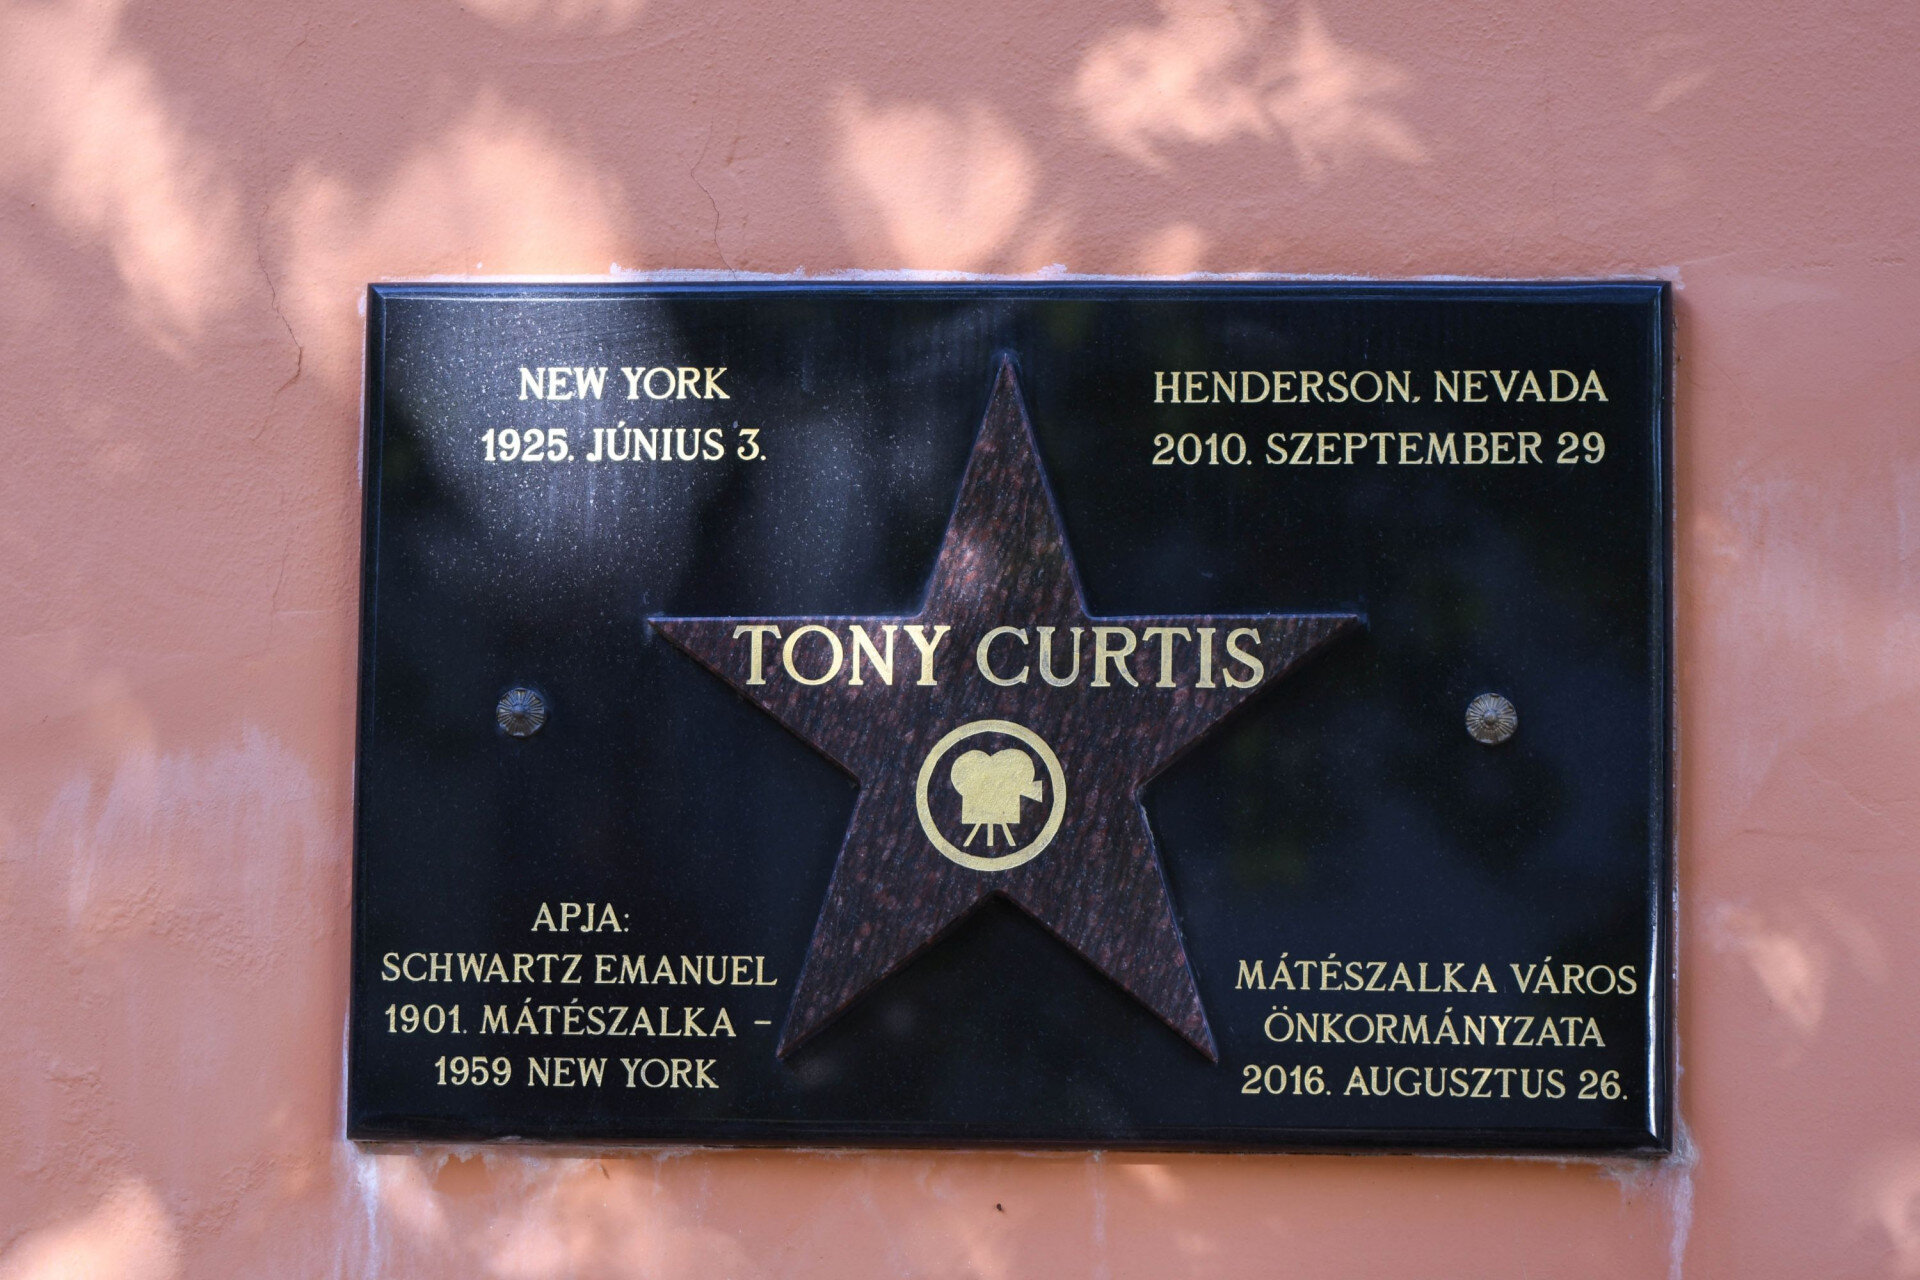 NEW YORK
1925. JÚNIUS 3.
HENDERSON, NEVADA
2010. SZEPTEMBER 29
TONY CURTIS
APJA:
SCHWARTZ EMANUEL
1901. MÁTÉSZALKA –
1959 NEW YORK
MÁTÉSZALKA VÁROS
ÖNKORMÁNYZATA
2016. AUGUSZTUS 26.